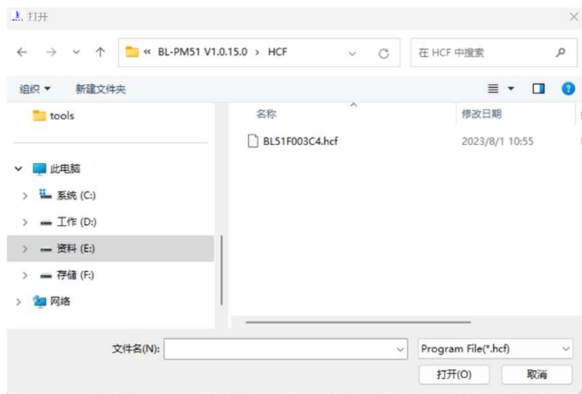 打开
« BL-PM51 V1.0.15.0 > HCF
在 HCF 中搜索
组织 新建文件夹
tools
名称 修改日期
BL51F003C4.hcf 2023/8/1 10:55
此电脑
系统 (C:)
工作 (D:)
资料 (E:)
存储 (F:)
网络
文件名(N): Program File(*.hcf)
打开(O) 取消